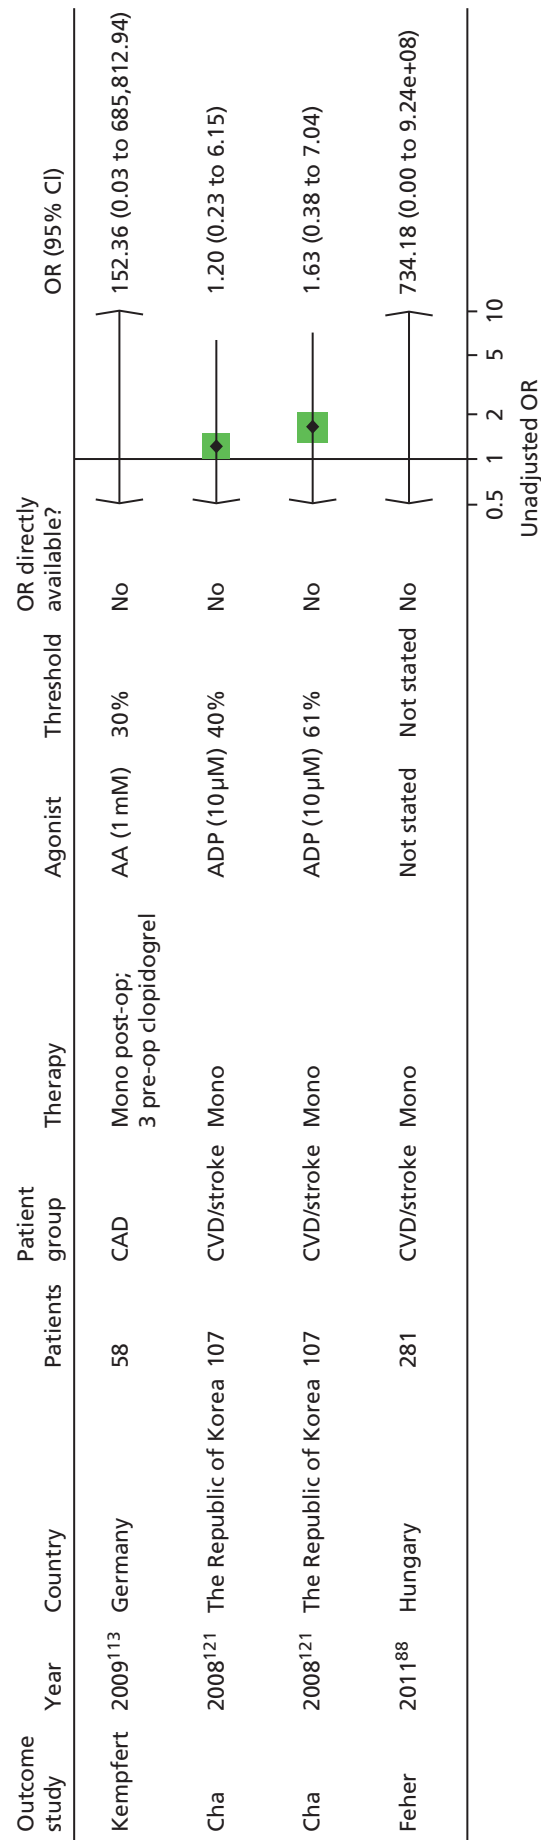 Outcome study Year Country Patients Patient group Therapy Agonist Threshold OR directly available? OR (95% CI)
Kempfert 2009113 Germany 58 CAD Mono post-op; 3 pre-op clopidogrel AA (1 mM) 30% No 152.36 (0.03 to 685,812.94)
Cha 2008121 The Republic of Korea 107 CVD/stroke Mono ADP (10 µM) 40% No 1.20 (0.23 to 6.15)
Cha 2008121 The Republic of Korea 107 CVD/stroke Mono ADP (10 µM) 61% No 1.63 (0.38 to 7.04)
Feher 201188 Hungary 281 CVD/stroke Mono Not stated Not stated No 734.18 (0.00 to 9.24e+08)
0.5 1 2 5 10
Unadjusted OR